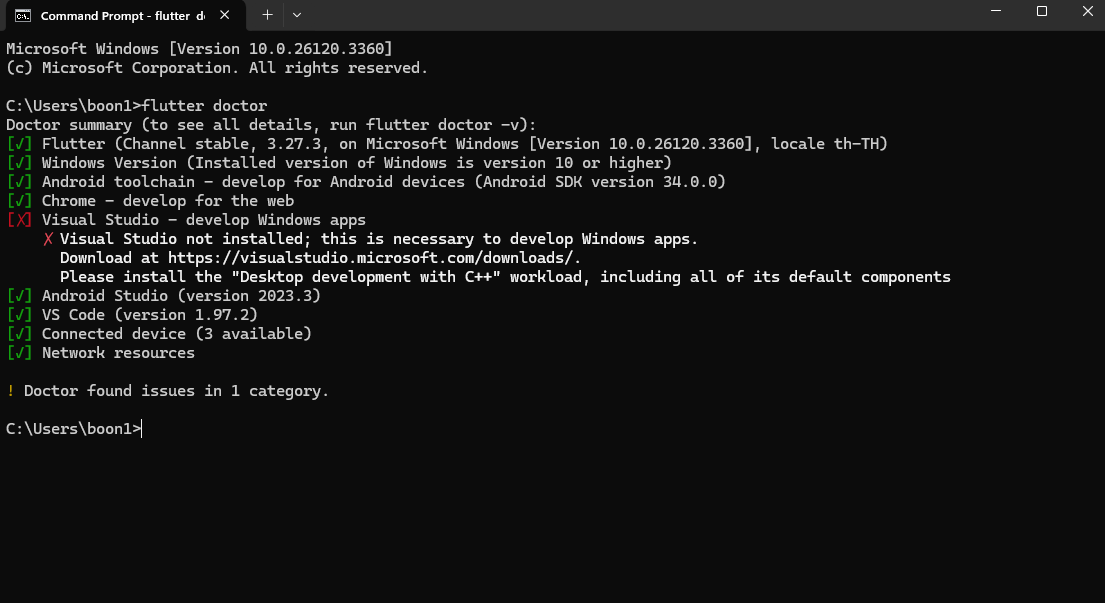 Command Prompt - flutter d
Microsoft Windows [Version 10.0.26120.3360]
(c) Microsoft Corporation. All rights reserved.
C:\Users\boon1>flutter doctor
Doctor summary (to see all details, run flutter doctor -v):
[√] Flutter (Channel stable, 3.27.3, on Microsoft Windows [Version 10.0.26120.3360], locale th-TH)
[√] Windows Version (Installed version of Windows is version 10 or higher)
[√] Android toolchain - develop for Android devices (Android SDK version 34.0.0)
[√] Chrome - develop for the web
[X] Visual Studio - develop Windows apps
X Visual Studio not installed; this is necessary to develop Windows apps.
Download at https://visualstudio.microsoft.com/downloads/.
Please install the "Desktop development with C++" workload, including all of its default components
[√] Android Studio (version 2023.3)
[√] VS Code (version 1.97.2)
[√] Connected device (3 available)
[√] Network resources
! Doctor found issues in 1 category.
C:\Users\boon1>